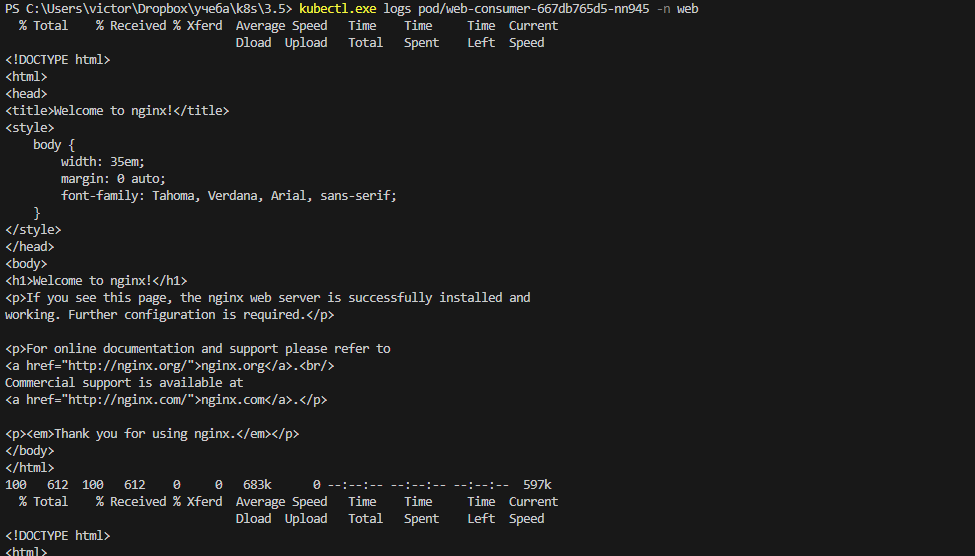 PS C:\Users\victor\Dropbox\учеба\k8s\3.5> kubectl.exe logs pod/web-consumer-667db765d5-nn945 -n web
  % Total    % Received % Xferd  Average Speed   Time    Time     Time  Current
                                 Dload  Upload   Total   Spent    Left  Speed
<!DOCTYPE html>
<html>
<head>
<title>Welcome to nginx!</title>
<style>
    body {
        width: 35em;
        margin: 0 auto;
        font-family: Tahoma, Verdana, Arial, sans-serif;
    }
</style>
</head>
<body>
<h1>Welcome to nginx!</h1>
<p>If you see this page, the nginx web server is successfully installed and
working. Further configuration is required.</p>

<p>For online documentation and support please refer to
<a href="http://nginx.org/">nginx.org</a>.<br/>
Commercial support is available at
<a href="http://nginx.com/">nginx.com</a>.</p>

<p><em>Thank you for using nginx.</em></p>
</body>
</html>
100   612  100   612    0     0   683k      0 --:--:-- --:--:-- --:--:--  597k
  % Total    % Received % Xferd  Average Speed   Time    Time     Time  Current
                                 Dload  Upload   Total   Spent    Left  Speed
<!DOCTYPE html>
<html>